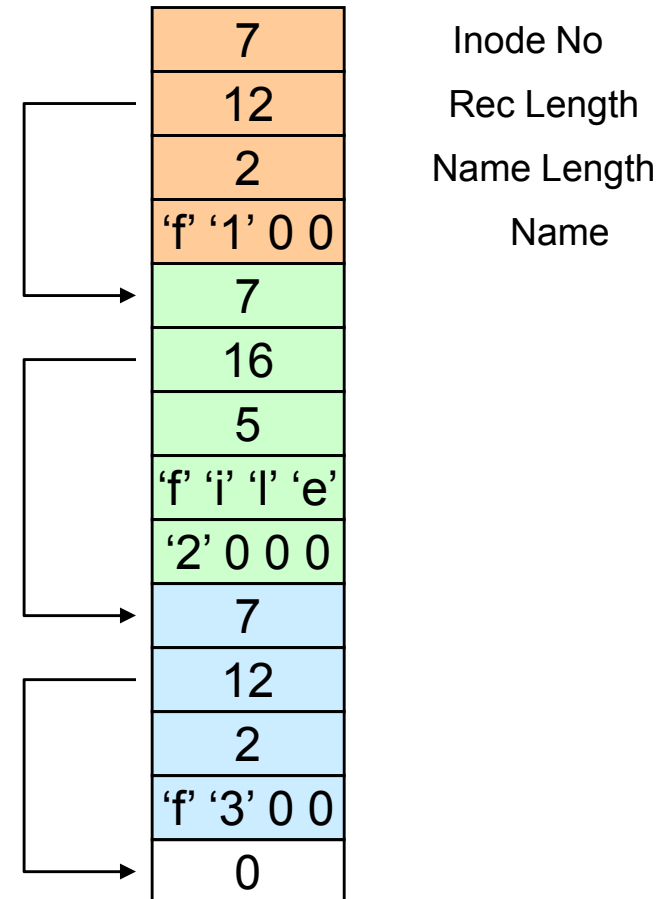 7 Inode No
12 Rec Length
2 Name Length
‘f’ ‘1’ 0 0 Name
7
16
5
‘f’ ‘i’ ‘l’ ‘e’
‘2’ 0 0 0
7
12
2
‘f’ ‘3’ 0 0
0